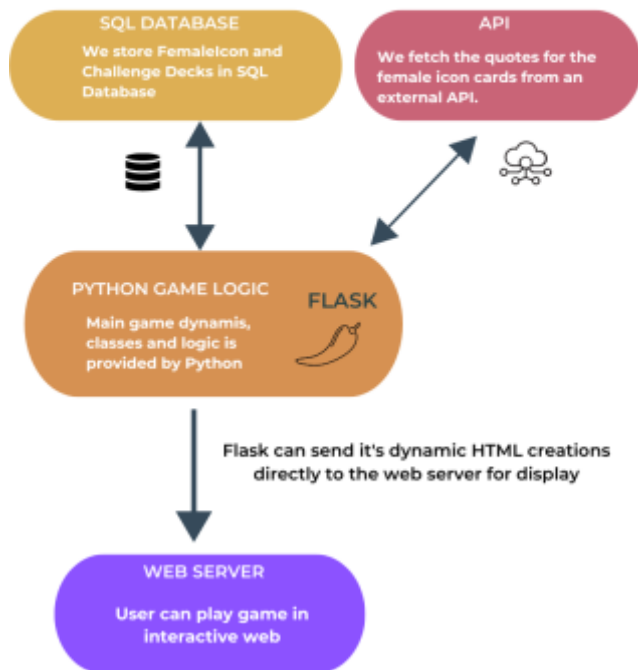 SQL DATABASE
We store FemaleIcon and
Challenge Decks in SQL
Database
API
We fetch the quotes for the
female icon cards from an
external API.
PYTHON GAME LOGIC
FLASK
Main game dynamis,
classes and logic is
provided by Python
Flask can send it's dynamic HTML creations
directly to the web server for display
WEB SERVER
User can play game in
interactive web